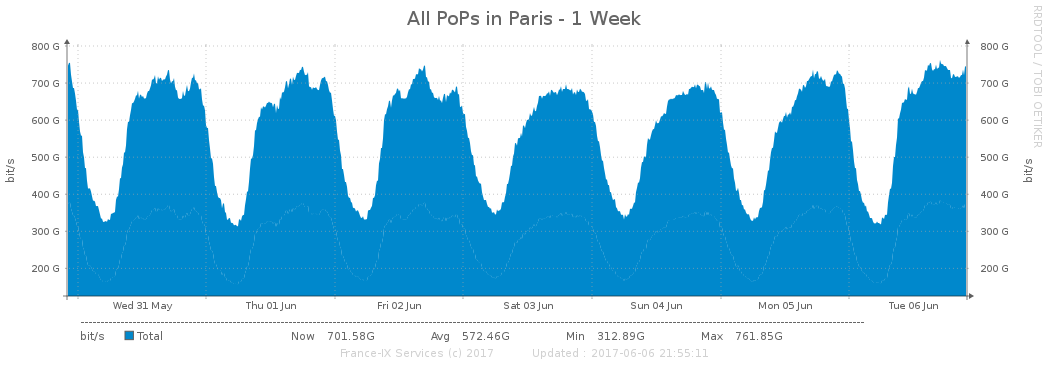 All PoPs in Paris - 1 Week
RRDTOOL / TOBI OETIKER
800 G 800 G
700 G 700 G
600 G 600 G
500 G 500 G
400 G 400 G
300 G 300 G
200 G 200 G
bit/s bit/s
Wed 31 May Thu 01 Jun Fri 02 Jun Sat 03 Jun Sun 04 Jun Mon 05 Jun Tue 06 Jun
bit/s Total Now 701.58G Avg 572.46G Min 312.89G Max 761.85G
France-IX Services (c) 2017 Updated : 2017-06-06 21:55:11